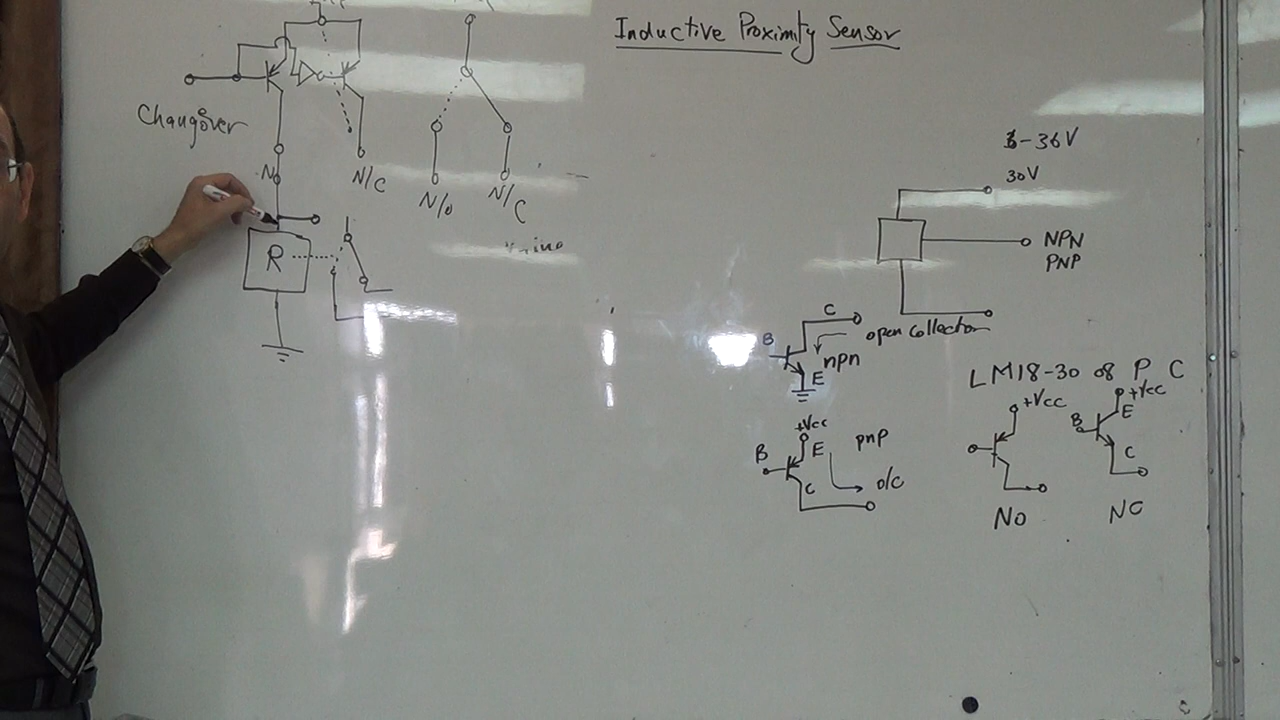 Inductive Proximity Sensor
Changover
N/C
N/O
N/C
R
6-36V
30V
NPN
PNP
C
open collector
B
npn
E
LM18-30 08 P C
+Vcc
E
pnp
B
C
o/c
+Vcc
NO
+Vcc
E
B
C
NC